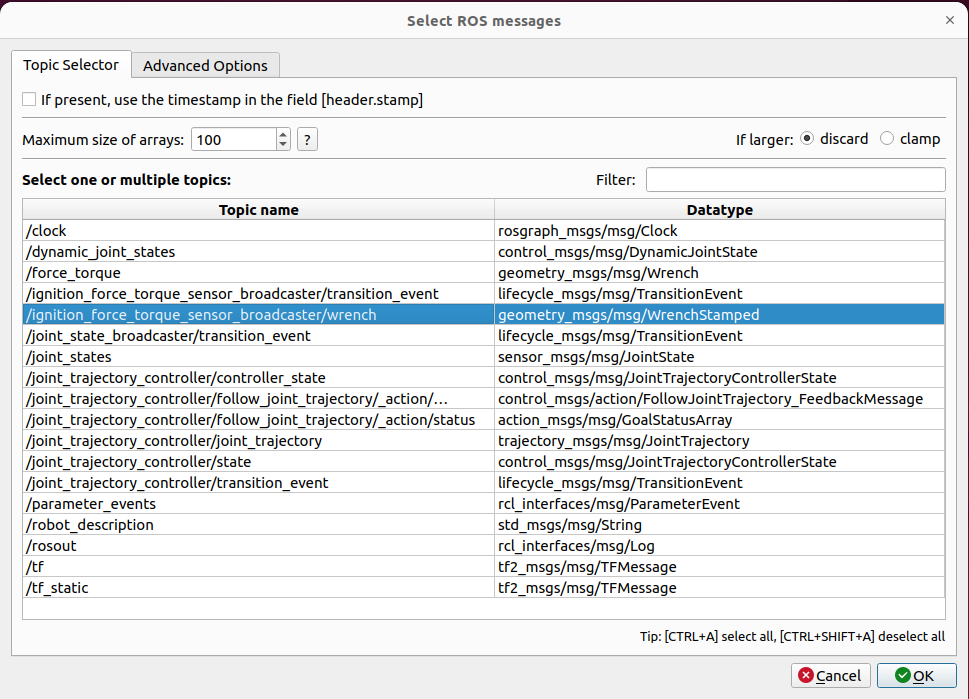 Select ROS messages
Topic Selector Advanced Options
If present, use the timestamp in the field [header.stamp]
Maximum size of arrays: 100 ? If larger: discard clamp
Select one or multiple topics: Filter:
Topic name Datatype
/clock rosgraph_msgs/msg/Clock
/dynamic_joint_states control_msgs/msg/DynamicJointState
/force_torque geometry_msgs/msg/Wrench
/ignition_force_torque_sensor_broadcaster/transition_event lifecycle_msgs/msg/TransitionEvent
/ignition_force_torque_sensor_broadcaster/wrench geometry_msgs/msg/WrenchStamped
/joint_state_broadcaster/transition_event lifecycle_msgs/msg/TransitionEvent
/joint_states sensor_msgs/msg/JointState
/joint_trajectory_controller/controller_state control_msgs/msg/JointTrajectoryControllerState
/joint_trajectory_controller/follow_joint_trajectory/_action/… control_msgs/action/FollowJointTrajectory_FeedbackMessage
/joint_trajectory_controller/follow_joint_trajectory/_action/status action_msgs/msg/GoalStatusArray
/joint_trajectory_controller/joint_trajectory trajectory_msgs/msg/JointTrajectory
/joint_trajectory_controller/state control_msgs/msg/JointTrajectoryControllerState
/joint_trajectory_controller/transition_event lifecycle_msgs/msg/TransitionEvent
/parameter_events rcl_interfaces/msg/ParameterEvent
/robot_description std_msgs/msg/String
/rosout rcl_interfaces/msg/Log
/tf tf2_msgs/msg/TFMessage
/tf_static tf2_msgs/msg/TFMessage
Tip: [CTRL+A] select all, [CTRL+SHIFT+A] deselect all
Cancel OK